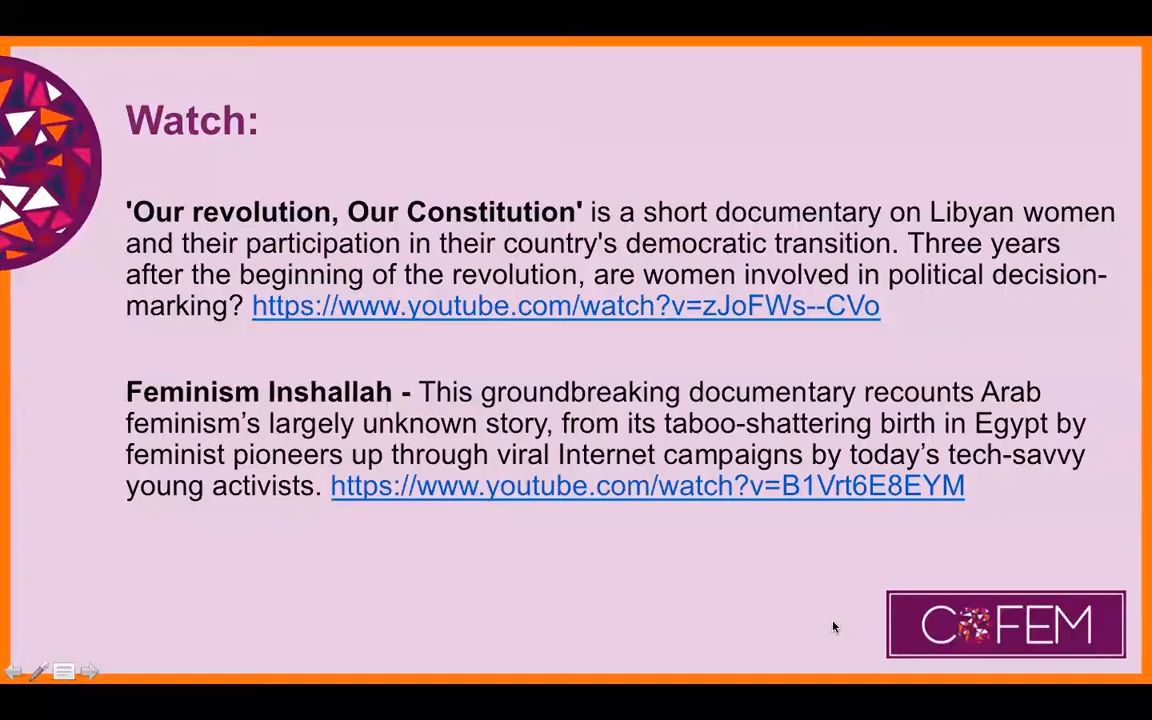 Watch:
'Our revolution, Our Constitution' is a short documentary on Libyan women
and their participation in their country's democratic transition. Three years
after the beginning of the revolution, are women involved in political decision-
marking? https://www.youtube.com/watch?v=zJoFWs--CVo
Feminism Inshallah - This groundbreaking documentary recounts Arab
feminism’s largely unknown story, from its taboo-shattering birth in Egypt by
feminist pioneers up through viral Internet campaigns by today’s tech-savvy
young activists. https://www.youtube.com/watch?v=B1Vrt6E8EYM
COFEM